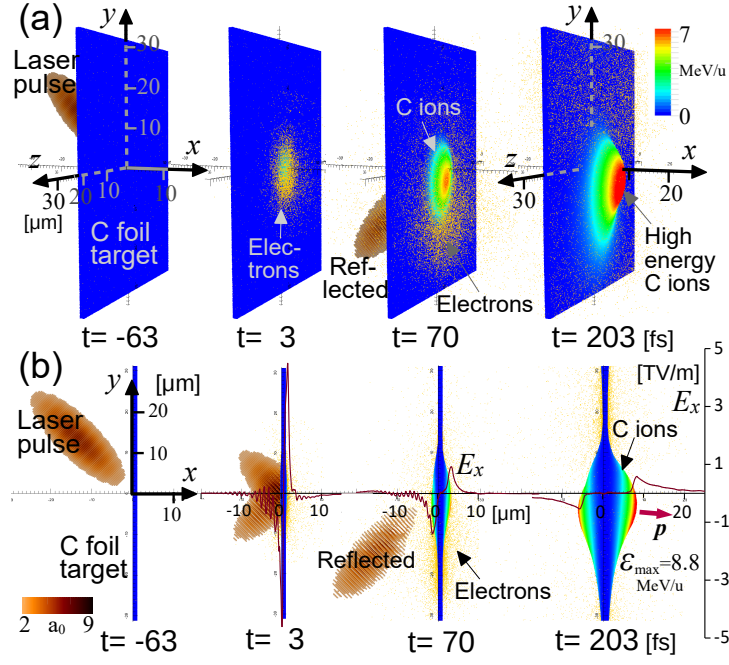 (a)
y
30
20
10
Laser
pulse
z
30
20
10
[μm]
x
10
C foil
target
Elec-
trons
C ions
Ref-
lected
Electrons
y
30
z
30
x
20
High
energy
C ions
7
MeV/u
0
t= -63
t= 3
t= 70
t= 203 [fs]
(b)
y [μm]
20
10
Laser
pulse
x
10
C foil
target
2 a₀ 9
-10 0
-10 0
[μm]
Reflected
Eₓ
Electrons
C ions
0
20
p
ℰmax=8.8
MeV/u
[TV/m]
Eₓ
5
3
1
-1
-3
-5
t= -63
t= 3
t= 70
t= 203 [fs]